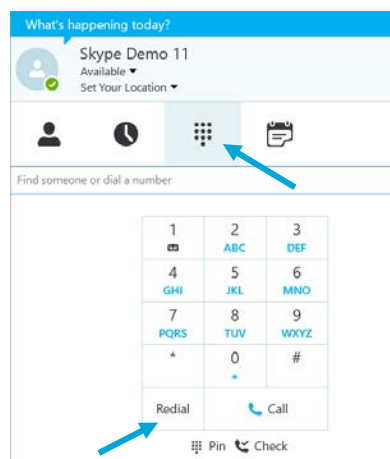 What's happening today?
Skype Demo 11
Available
Set Your Location
Find someone or dial a number
1 2 3
ABC DEF
4 5 6
GHI JKL MNO
7 8 9
PQRS TUV WXYZ
* 0 #
+
Redial Call
Pin Check